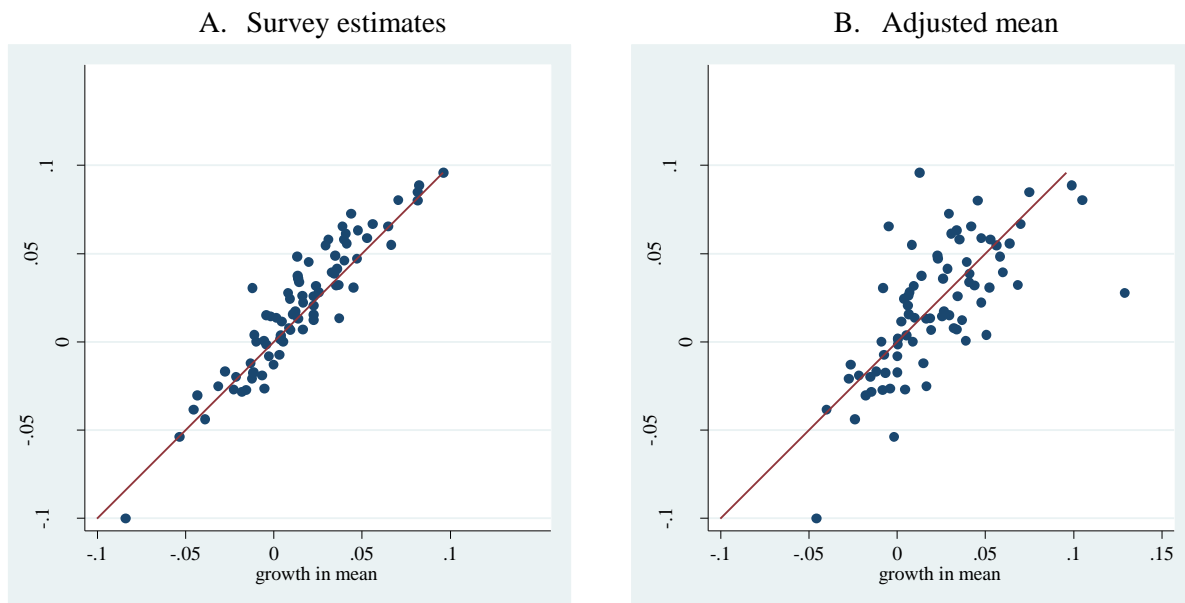 A. Survey estimates
B. Adjusted mean
.1
.05
0
-.05
-.1
-.1 -.05 0 .05 .1
growth in mean
.1
.05
0
-.05
-.1
-.1 -.05 0 .05 .1 .15
growth in mean